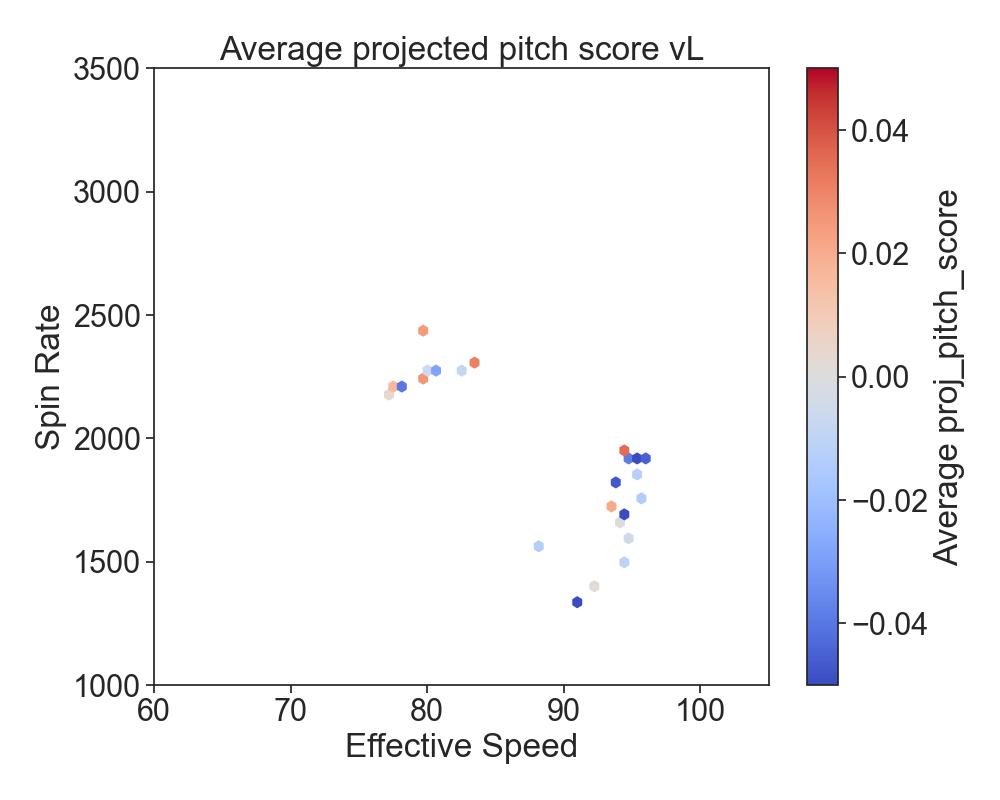 Average projected pitch score vL
3500
3000
2500
2000
1500
1000
Spin Rate
60 70 80 90 100
Effective Speed
0.04
0.02
0.00
−0.02
−0.04
Average proj_pitch_score